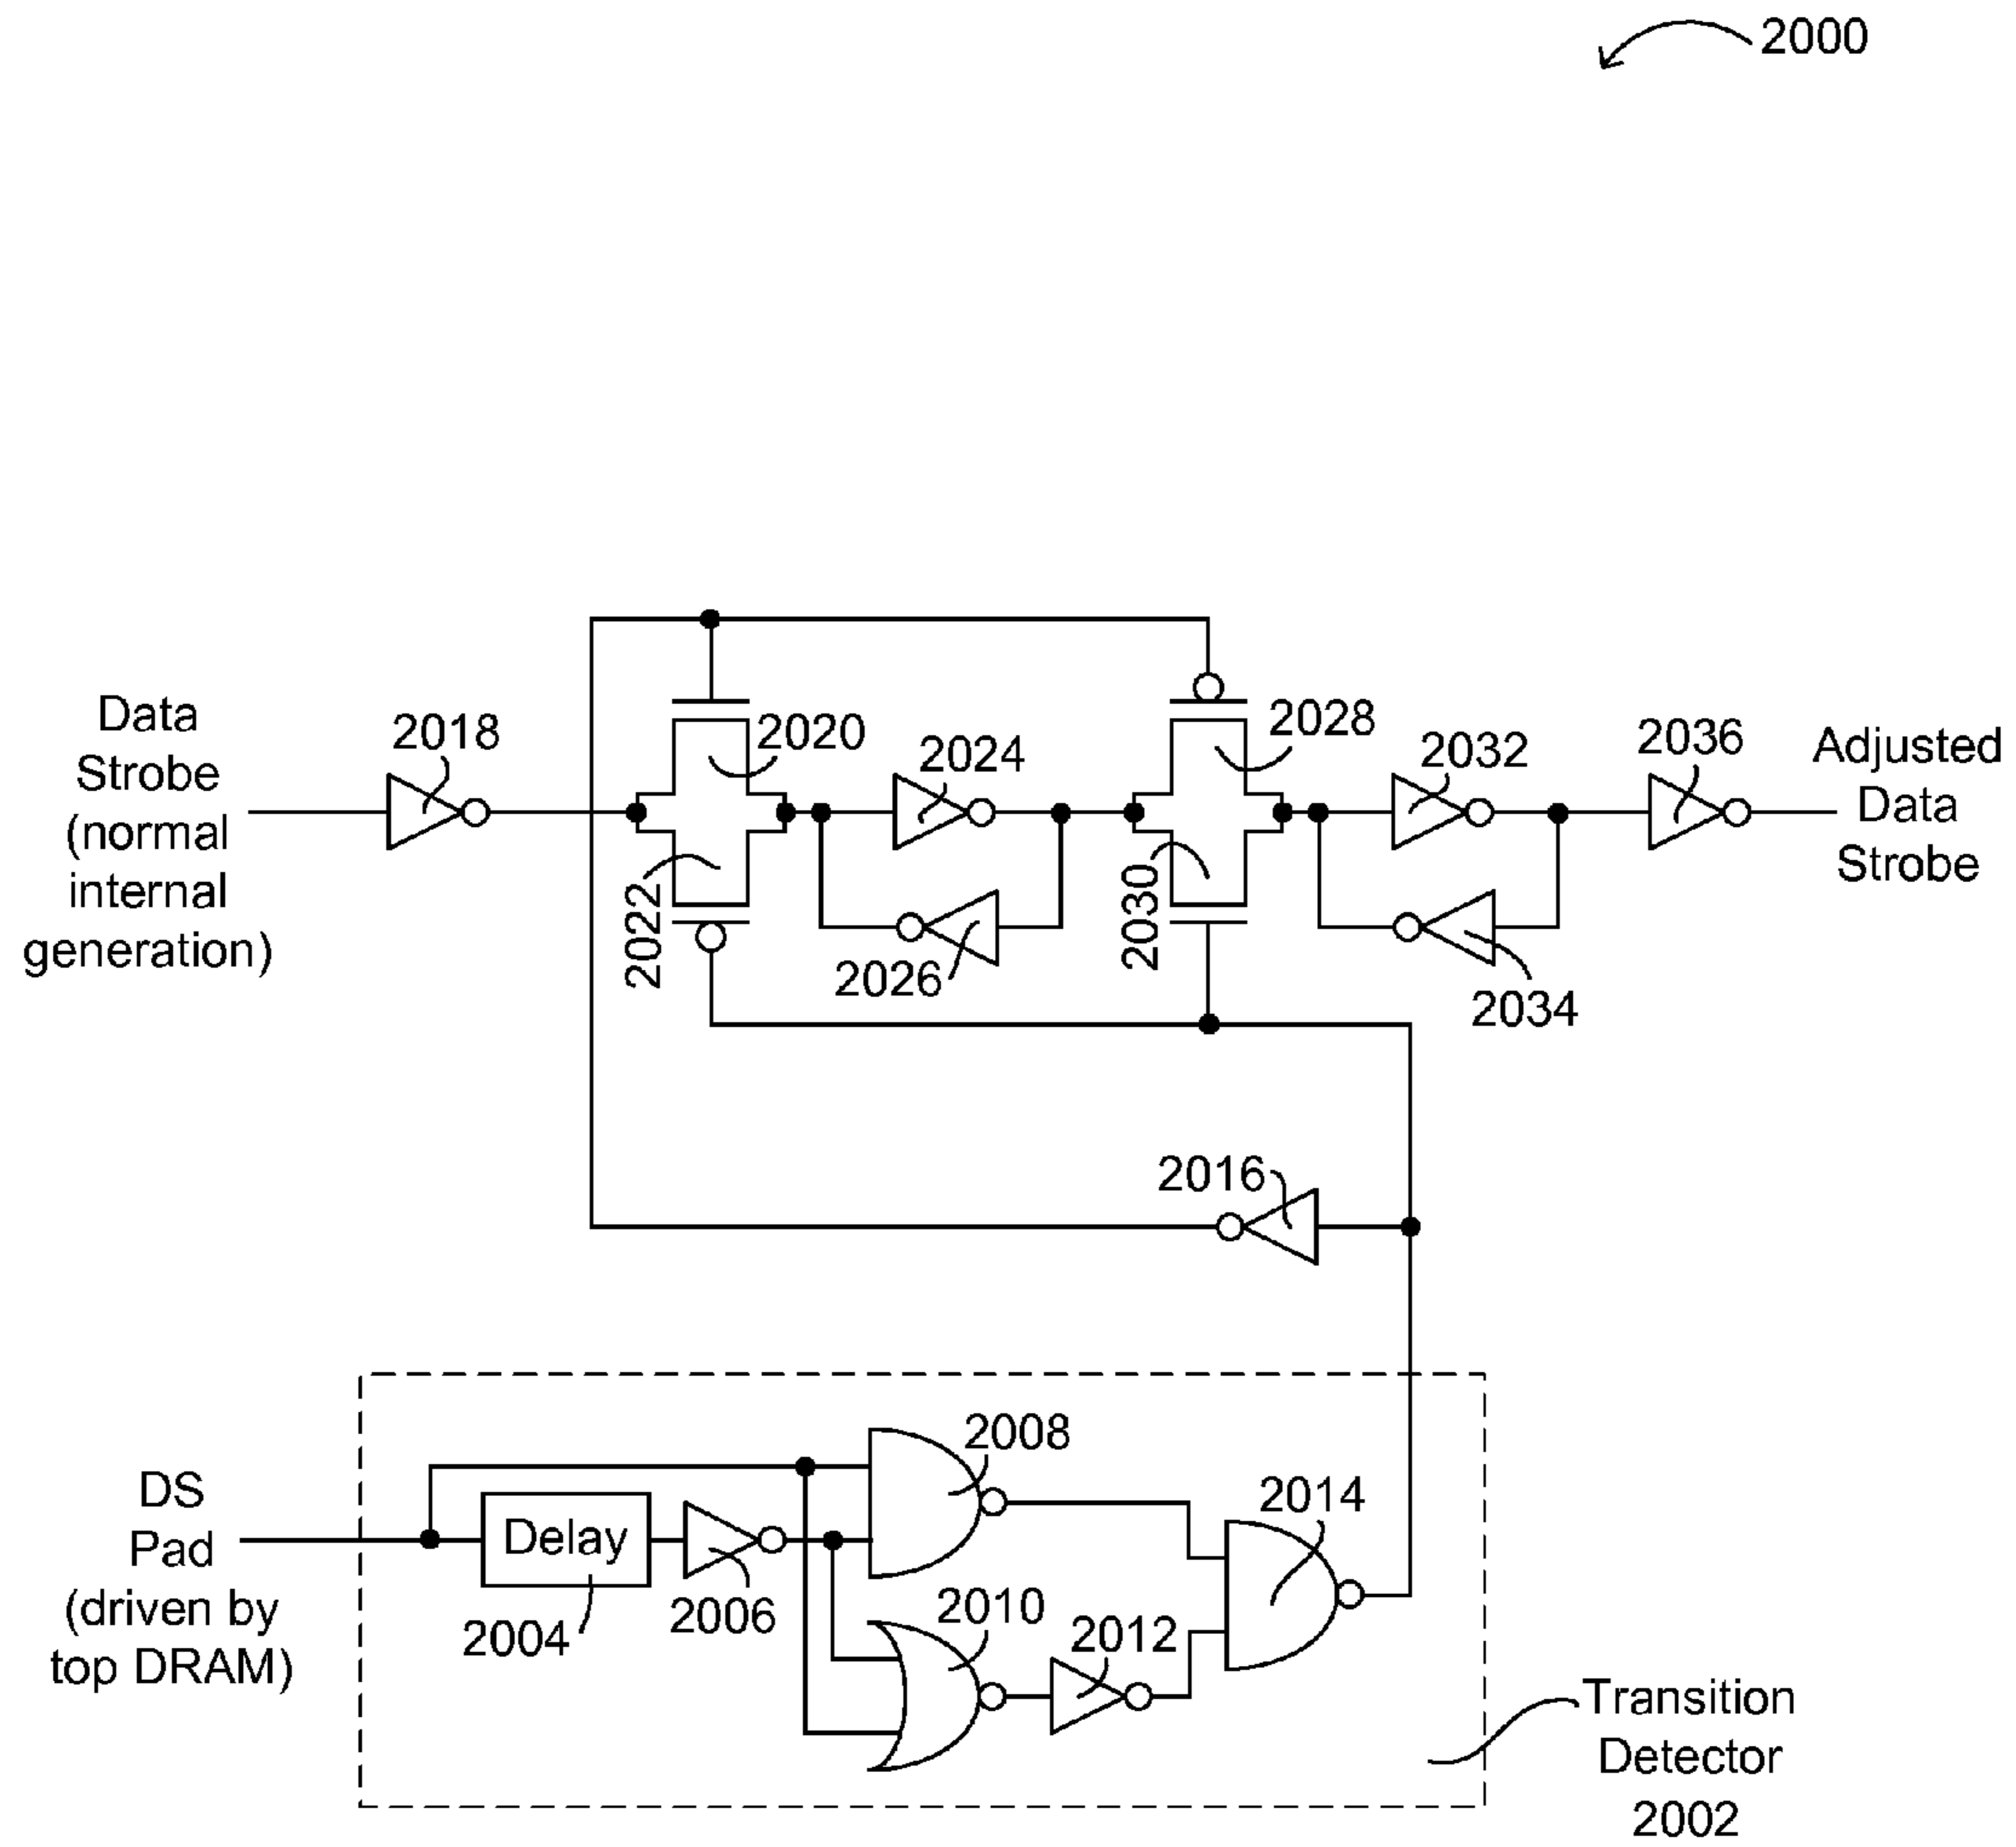 2000
Data
Strobe
(normal
internal
generation)
2018
2020
2022
2024
2026
2028
2030
2032
2034
2036
Adjusted
Data
Strobe
2016
DS
Pad
(driven by
top DRAM)
Delay
2004
2006
2008
2010
2012
2014
Transition
Detector
2002